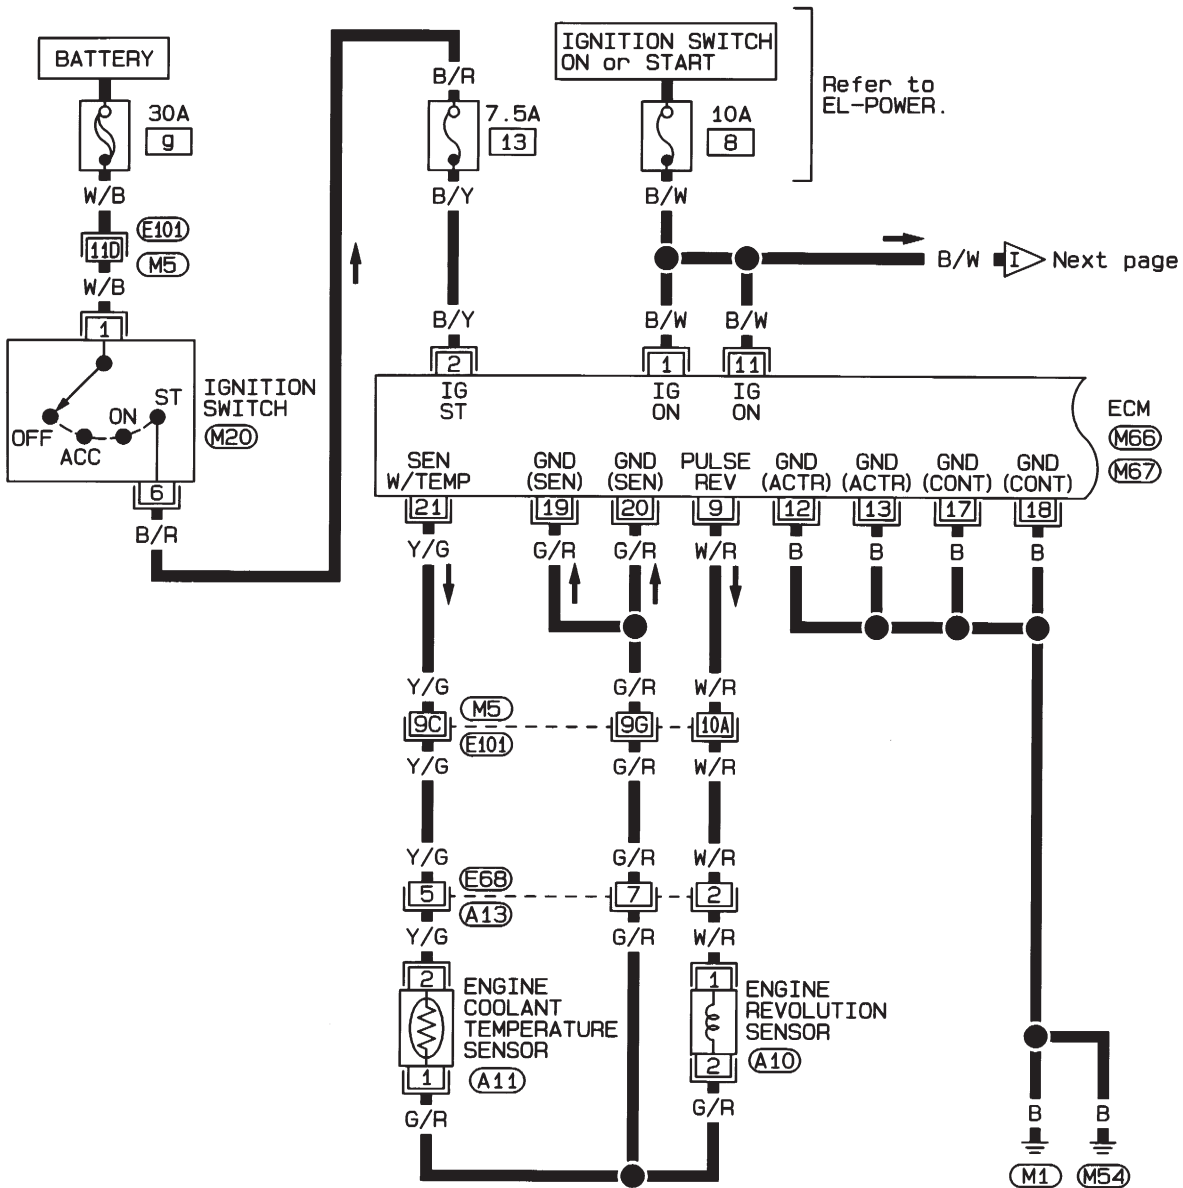 BATTERY
30A
g
W/B
11D
E101
M5
W/B
1
OFF
ACC
ON
ST
IGNITION
SWITCH
M20
6
B/R
B/R
7.5A
13
B/Y
B/Y
2
IGNITION SWITCH
ON or START
10A
8
Refer to
EL-POWER.
B/W
B/W
I
Next page
B/W
B/W
1
11
IG
ST
IG
ON
IG
ON
ECM
M66
M67
SEN
W/TEMP
GND
(SEN)
GND
(SEN)
PULSE
REV
GND
(ACTR)
GND
(ACTR)
GND
(CONT)
GND
(CONT)
21
19
20
9
12
13
17
18
Y/G
G/R
G/R
W/R
B
B
B
B
Y/G
G/R
W/R
9C
M5
E101
9G
10A
Y/G
G/R
W/R
Y/G
G/R
W/R
5
E68
A13
7
2
Y/G
G/R
W/R
2
ENGINE
COOLANT
TEMPERATURE
SENSOR
A11
1
G/R
1
ENGINE
REVOLUTION
SENSOR
A10
2
G/R
B
B
M1
M54